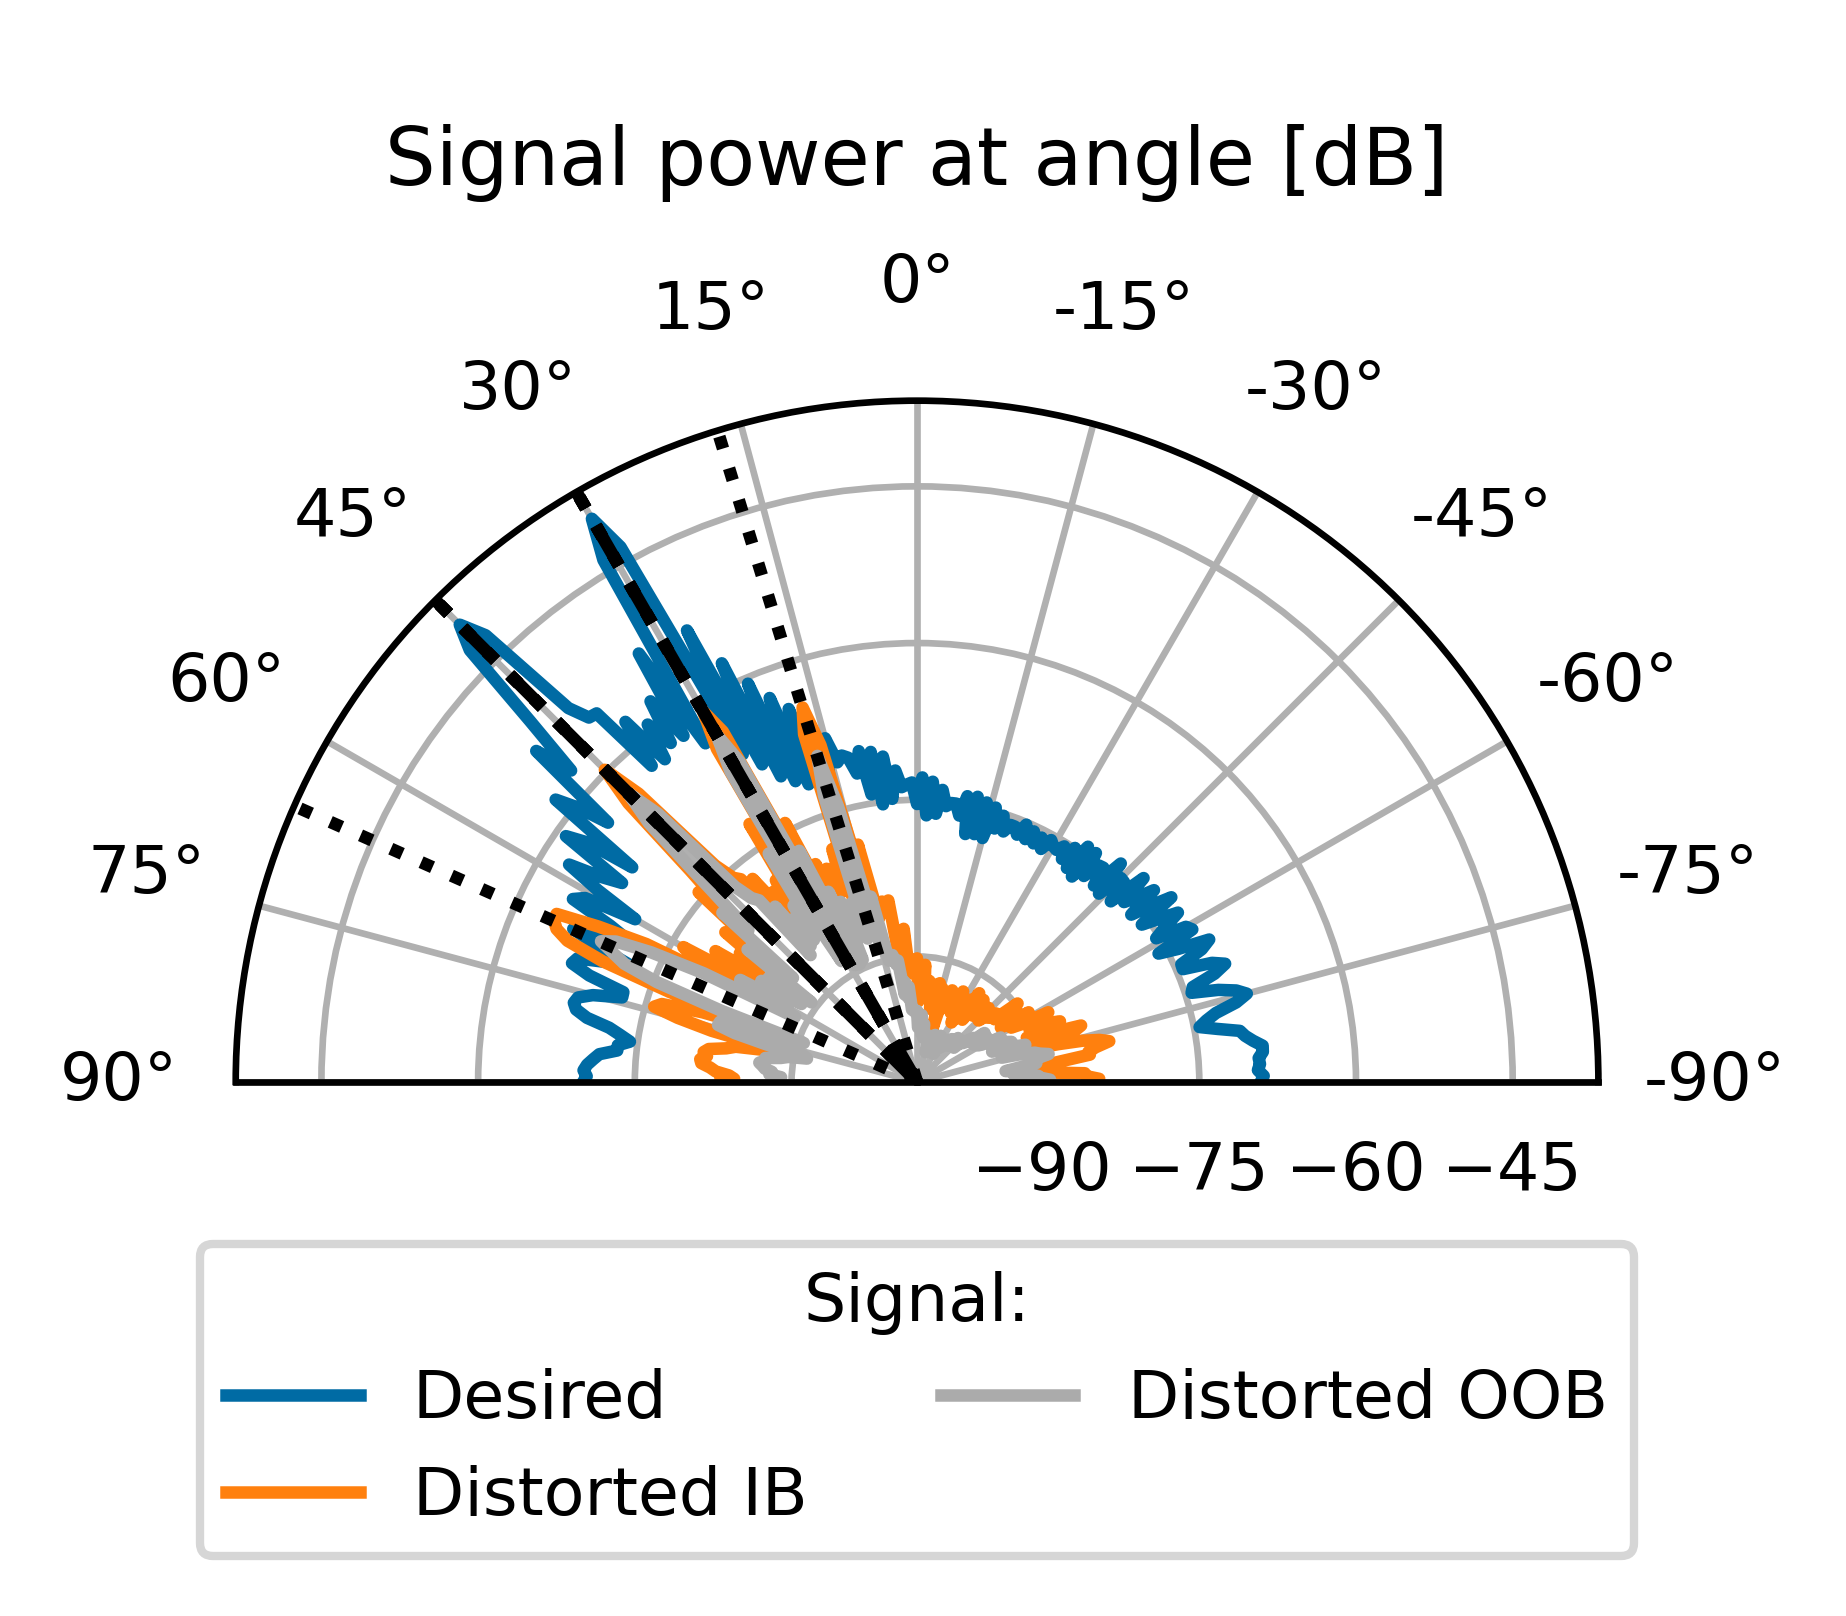 Signal power at angle [dB]
0°
15°
-15°
30°
-30°
45°
-45°
60°
-60°
75°
-75°
90°
-90°
−90 −75 −60 −45
Signal:
Desired
Distorted OOB
Distorted IB